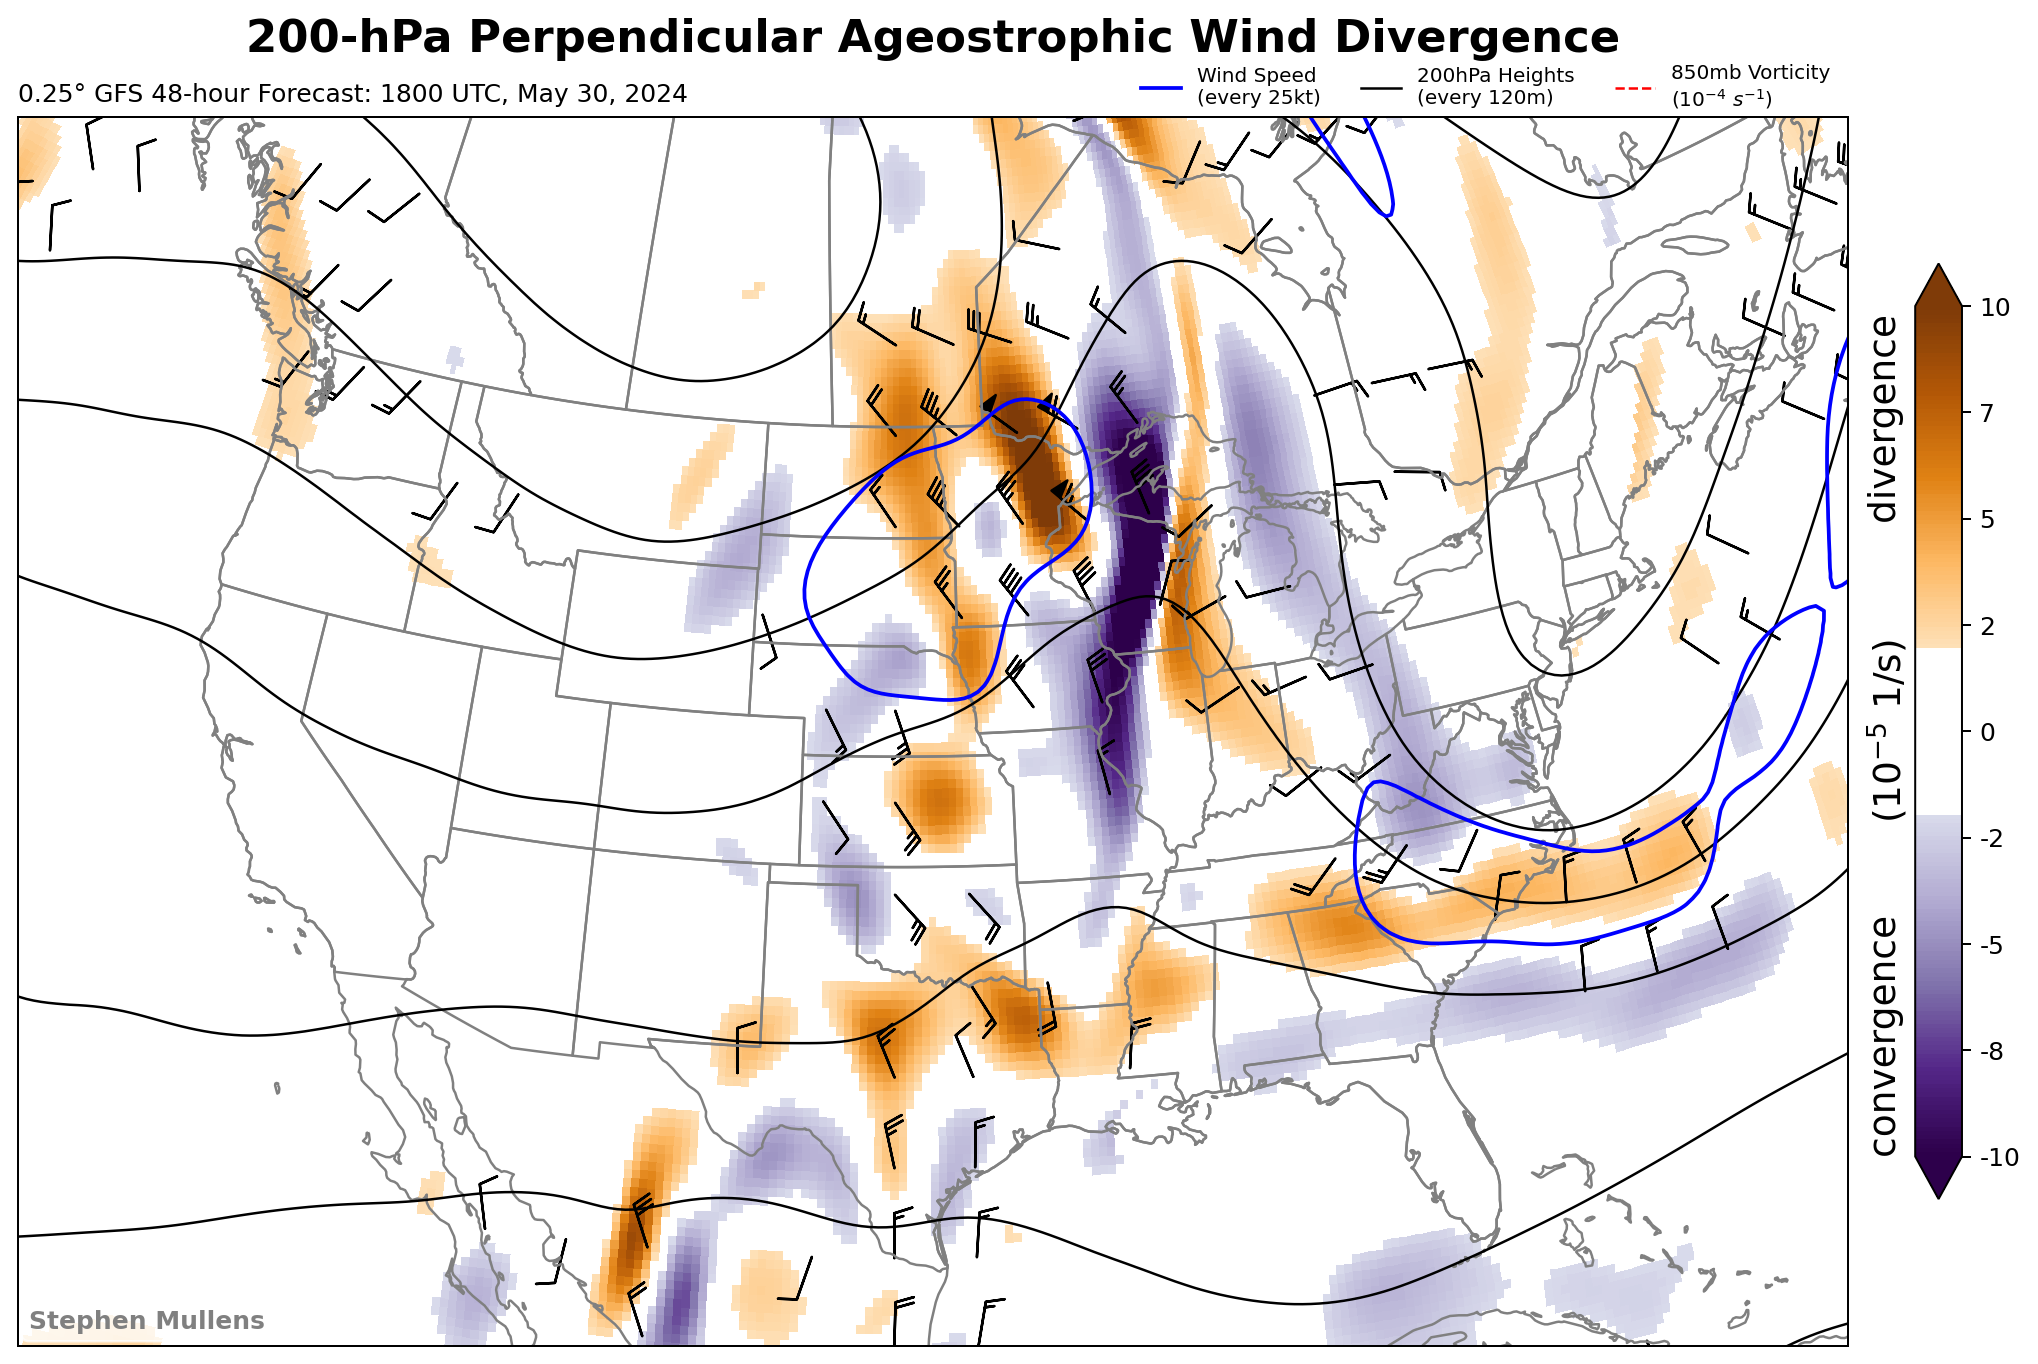 200-hPa Perpendicular Ageostrophic Wind Divergence
0.25° GFS 48-hour Forecast: 1800 UTC, May 30, 2024
Wind Speed
(every 25kt)
200hPa Heights
(every 120m)
850mb Vorticity
(10⁻⁴ s⁻¹)
10
7
5
2
0
-2
-5
-8
-10
convergence (10⁻⁵ 1/s) divergence
Stephen Mullens